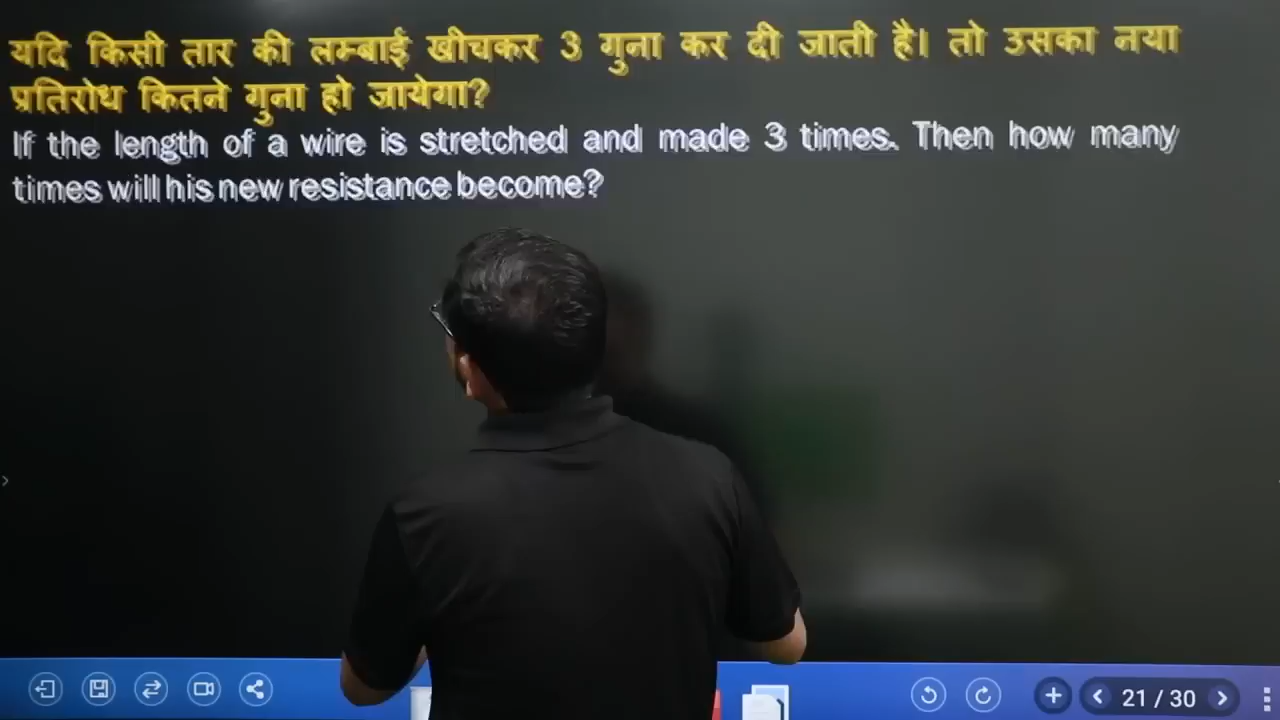 यदि किसी तार की लम्बाई खीचकर 3 गुना कर दी जाती है। तो उसका नया
प्रतिरोध कितने गुना हो जायेगा?
If the length of a wire is stretched and made 3 times. Then how many
times will his new resistance become?
21 / 30